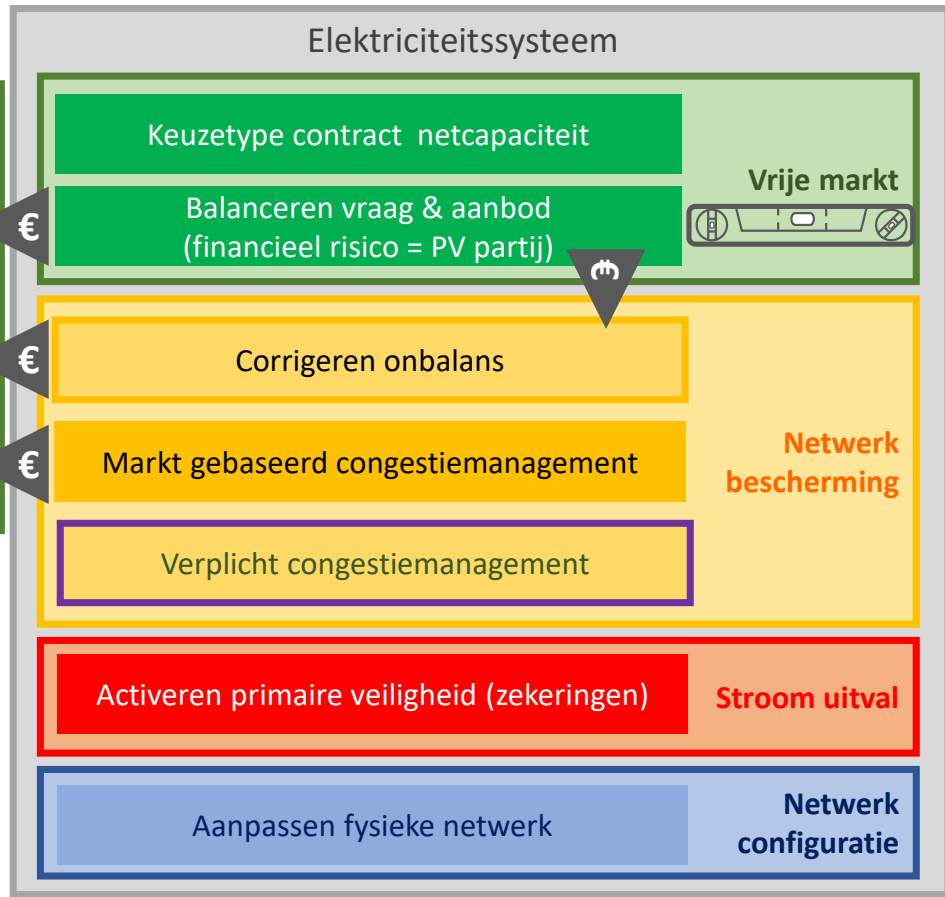 Elektriciteitssysteem
Keuzetype contract netcapaciteit
Vrije markt
€
Balanceren vraag & aanbod
(financieel risico = PV partij)
€
€
Corrigeren onbalans
€
Markt gebaseerd congestiemanagement
Netwerk
bescherming
Verplicht congestiemanagement
Activeren primaire veiligheid (zekeringen)
Stroom uitval
Aanpassen fysieke netwerk
Netwerk
configuratie